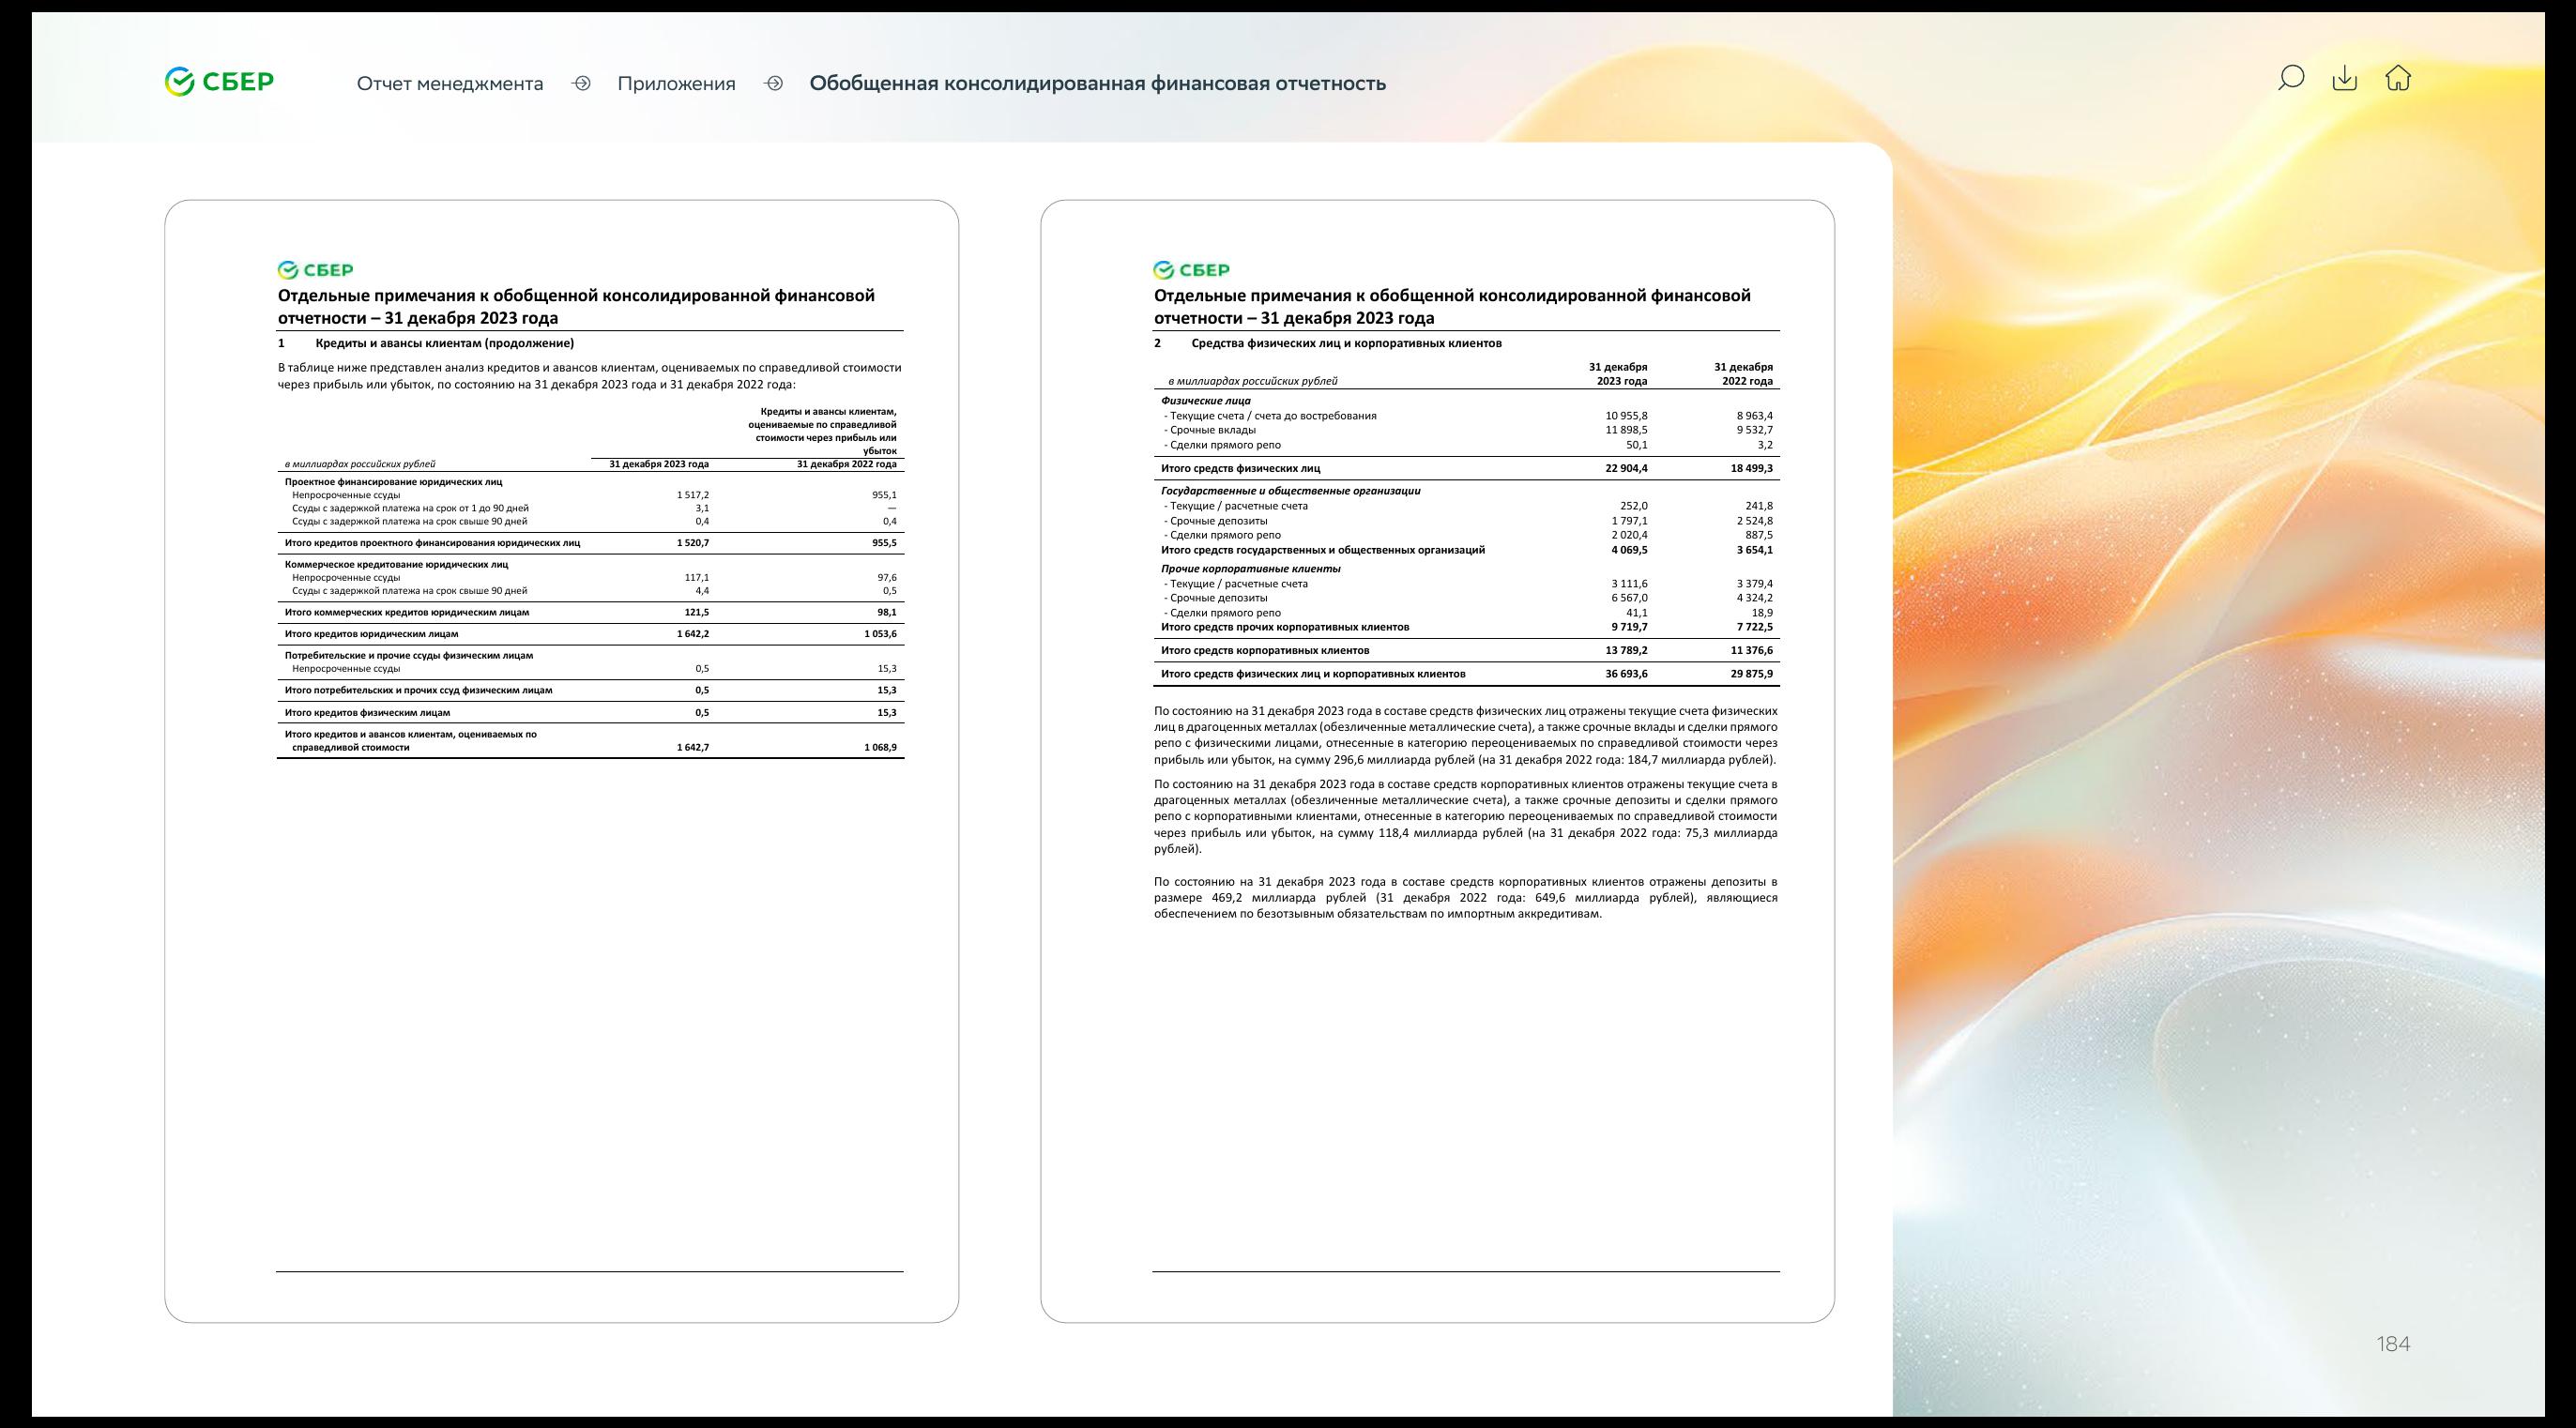 СБЕР
Отчет менеджмента Приложения Обобщенная консолидированная финансовая отчетность
СБЕР
Отдельные примечания к обобщенной консолидированной финансовой
отчетности – 31 декабря 2023 года
1 Кредиты и авансы клиентам (продолжение)
В таблице ниже представлен анализ кредитов и авансов клиентам, оцениваемых по справедливой стоимости
через прибыль или убыток, по состоянию на 31 декабря 2023 года и 31 декабря 2022 года:
Кредиты и авансы клиентам,
оцениваемые по справедливой
стоимости через прибыль или
убыток
в миллиардах российских рублей 31 декабря 2023 года 31 декабря 2022 года
Проектное финансирование юридических лиц
Непросроченные ссуды 1 517,2 955,1
Ссуды с задержкой платежа на срок от 1 до 90 дней 3,1 —
Ссуды с задержкой платежа на срок свыше 90 дней 0,4 0,4
Итого кредитов проектного финансирования юридических лиц 1 520,7 955,5
Коммерческое кредитование юридических лиц
Непросроченные ссуды 117,1 97,6
Ссуды с задержкой платежа на срок свыше 90 дней 4,4 0,5
Итого коммерческих кредитов юридическим лицам 121,5 98,1
Итого кредитов юридическим лицам 1 642,2 1 053,6
Потребительские и прочие ссуды физическим лицам
Непросроченные ссуды 0,5 15,3
Итого потребительских и прочих ссуд физическим лицам 0,5 15,3
Итого кредитов физическим лицам 0,5 15,3
Итого кредитов и авансов клиентам, оцениваемых по
справедливой стоимости 1 642,7 1 068,9
СБЕР
Отдельные примечания к обобщенной консолидированной финансовой
отчетности – 31 декабря 2023 года
2 Средства физических лиц и корпоративных клиентов
31 декабря 31 декабря
в миллиардах российских рублей 2023 года 2022 года
Физические лица
- Текущие счета / счета до востребования 10 955,8 8 963,4
- Срочные вклады 11 898,5 9 532,7
- Сделки прямого репо 50,1 3,2
Итого средств физических лиц 22 904,4 18 499,3
Государственные и общественные организации
- Текущие / расчетные счета 252,0 241,8
- Срочные депозиты 1 797,1 2 524,8
- Сделки прямого репо 2 020,4 887,5
Итого средств государственных и общественных организаций 4 069,5 3 654,1
Прочие корпоративные клиенты
- Текущие / расчетные счета 3 111,6 3 379,4
- Срочные депозиты 6 567,0 4 324,2
- Сделки прямого репо 41,1 18,9
Итого средств прочих корпоративных клиентов 9 719,7 7 722,5
Итого средств корпоративных клиентов 13 789,2 11 376,6
Итого средств физических лиц и корпоративных клиентов 36 693,6 29 875,9
По состоянию на 31 декабря 2023 года в составе средств физических лиц отражены текущие счета физических
лиц в драгоценных металлах (обезличенные металлические счета), а также срочные вклады и сделки прямого
репо с физическими лицами, отнесенные в категорию переоцениваемых по справедливой стоимости через
прибыль или убыток, на сумму 296,6 миллиарда рублей (на 31 декабря 2022 года: 184,7 миллиарда рублей).
По состоянию на 31 декабря 2023 года в составе средств корпоративных клиентов отражены текущие счета в
драгоценных металлах (обезличенные металлические счета), а также срочные депозиты и сделки прямого
репо с корпоративными клиентами, отнесенные в категорию переоцениваемых по справедливой стоимости
через прибыль или убыток, на сумму 118,4 миллиарда рублей (на 31 декабря 2022 года: 75,3 миллиарда
рублей).
По состоянию на 31 декабря 2023 года в составе средств корпоративных клиентов отражены депозиты в
размере 469,2 миллиарда рублей (31 декабря 2022 года: 649,6 миллиарда рублей), являющиеся
обеспечением по безотзывным обязательствам по импортным аккредитивам.
184